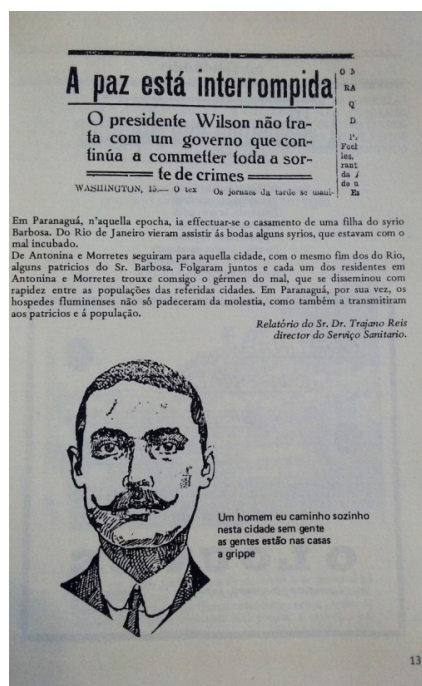 A paz está interrompida
O presidente Wilson não tra-
ta com um governo que con-
tinúa a commetter toda a sor-
te de crimes
WASHINGTON, 15.— O tex
Os jornaes da tarde se
O
RA
Q
D
Foch
les,
rant
da
do u
Em Paranaguá, n'aquella epocha, ia effectuar-se o casamento de uma filha do syrio
Barbosa. Do Rio de Janeiro vieram assistir ás bodas alguns syrios, que estavam com o
mal incubado.
De Antonina e Morretes seguiram para aquella cidade, com o mesmo fim dos do Rio,
alguns patricios do Sr. Barbosa. Folgaram juntos e cada um dos residentes em
Antonina e Morretes trouxe comsigo o gérmen do mal, que se disseminou com
rapidez entre as populações das referidas cidades. Em Paranaguá, por sua vez, os
hospedes fluminenses não só padeceram da molestia, como também a transmitiram
aos patricios e á população.
Relatório do Sr. Dr. Trajano Reis
director do Serviço Sanitario.
Um homem eu caminho sozinho
nesta cidade sem gente
as gentes estão nas casas
a grippe
13